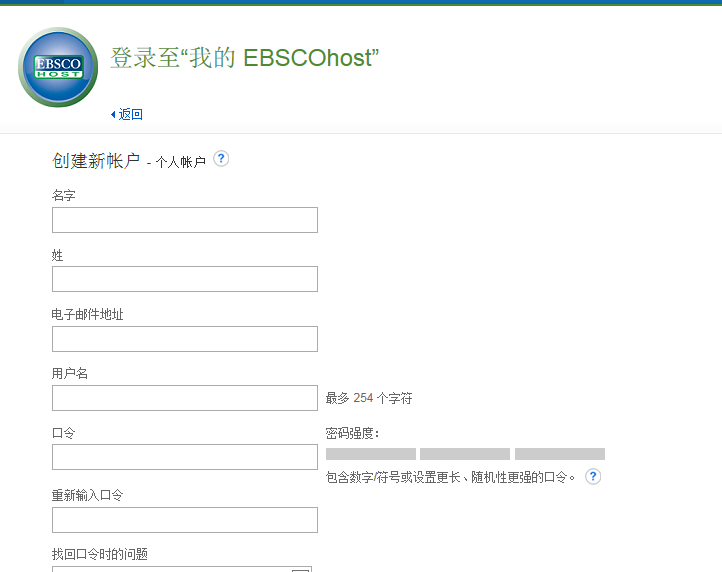 EBSCO
HOST
登录至“我的 EBSCOhost”
返回
创建新帐户 - 个人帐户 ?
名字
姓
电子邮件地址
用户名
最多 254 个字符
口令
密码强度：
包含数字/符号或设置更长、随机性更强的口令。 ?
重新输入口令
找回口令时的问题